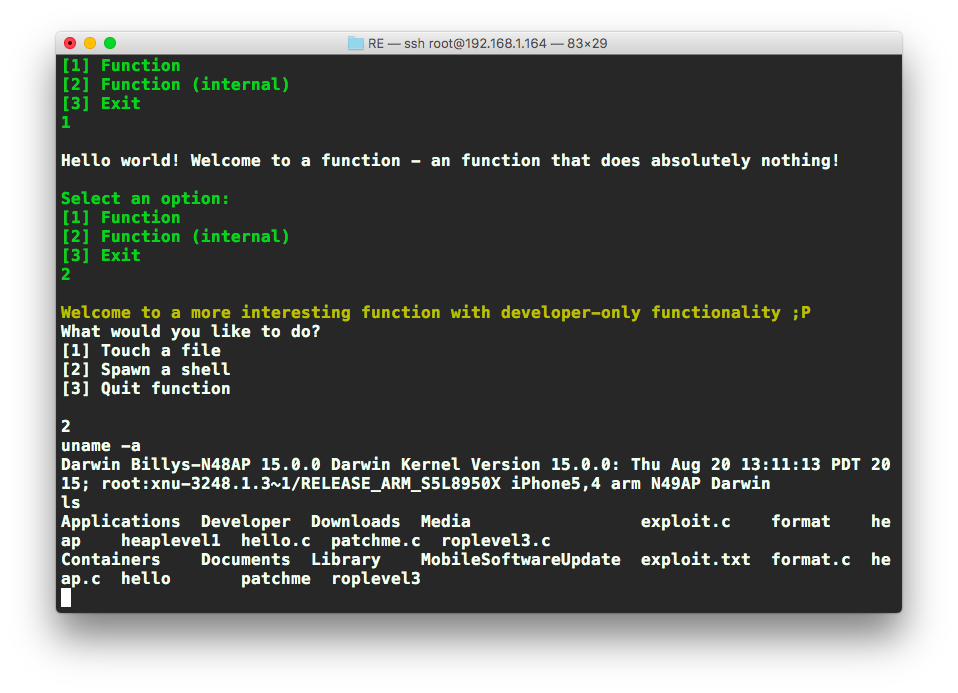 RE — ssh root@192.168.1.164 — 83×29
[1] Function
[2] Function (internal)
[3] Exit
1
Hello world! Welcome to a function - an function that does absolutely nothing!
Select an option:
[1] Function
[2] Function (internal)
[3] Exit
2
Welcome to a more interesting function with developer-only functionality ;P
What would you like to do?
[1] Touch a file
[2] Spawn a shell
[3] Quit function
2
uname -a
Darwin Billys-N48AP 15.0.0 Darwin Kernel Version 15.0.0: Thu Aug 20 13:11:13 PDT 20
15; root:xnu-3248.1.3~1/RELEASE_ARM_S5L8950X iPhone5,4 arm N49AP Darwin
ls
Applications  Developer  Downloads  Media                 exploit.c    format    he
ap    heaplevel1  hello.c  patchme.c  roplevel3.c
Containers    Documents  Library    MobileSoftwareUpdate  exploit.txt  format.c  he
ap.c  hello       patchme  roplevel3